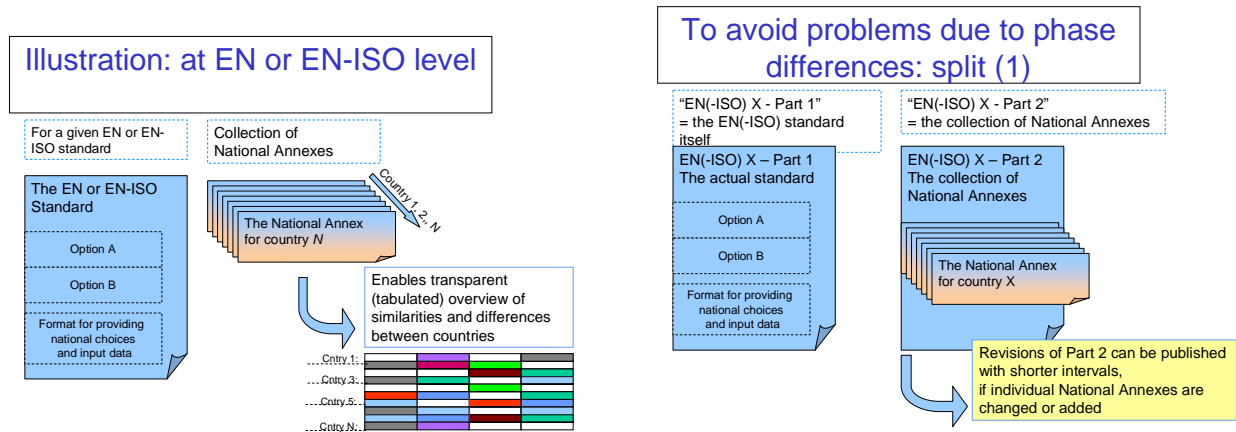 Illustration: at EN or EN-ISO level
For a given EN or EN-
ISO standard
Collection of
National Annexes
The EN or EN-ISO
Standard
Option A
Option B
Format for providing
national choices
and input data
Country 1, 2,, N
The National Annex
for country N
Enables transparent
(tabulated) overview of
similarities and differences
between countries
Cntry 1:
Cntry 3:
Cntry 5:
Cntry N:
To avoid problems due to phase
differences: split (1)
“EN(-ISO) X - Part 1”
= the EN(-ISO) standard
itself
“EN(-ISO) X - Part 2”
= the collection of National Annexes
EN(-ISO) X – Part 1
The actual standard
Option A
Option B
Format for providing
national choices
and input data
EN(-ISO) X – Part 2
The collection of
National Annexes
The National Annex
for country X
Revisions of Part 2 can be published
with shorter intervals,
if individual National Annexes are
changed or added